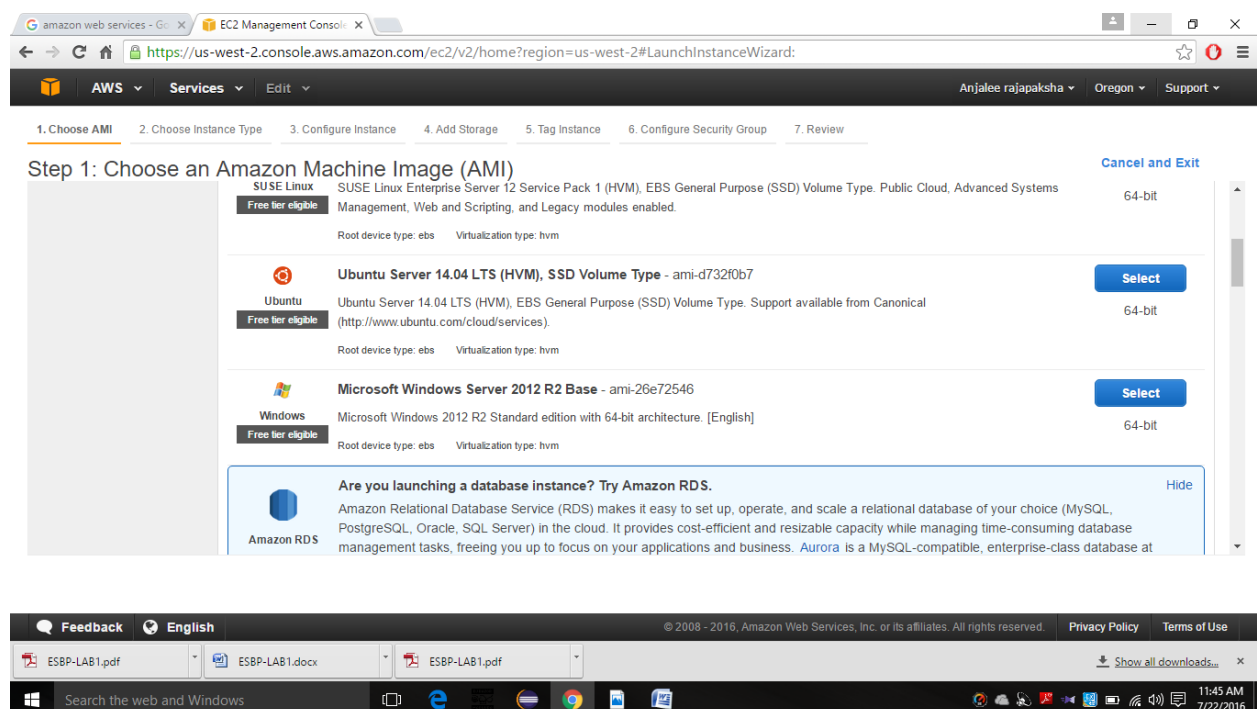 amazon web services - Go
EC2 Management Console
https://us-west-2.console.aws.amazon.com/ec2/v2/home?region=us-west-2#LaunchInstanceWizard:
AWS Services Edit Anjalee rajapaksha Oregon Support
1. Choose AMI 2. Choose Instance Type 3. Configure Instance 4. Add Storage 5. Tag Instance 6. Configure Security Group 7. Review
Step 1: Choose an Amazon Machine Image (AMI)
Cancel and Exit
SUSE Linux
Free tier eligible
SUSE Linux Enterprise Server 12 Service Pack 1 (HVM), EBS General Purpose (SSD) Volume Type. Public Cloud, Advanced Systems
Management, Web and Scripting, and Legacy modules enabled.
Root device type: ebs Virtualization type: hvm
64-bit
Ubuntu
Free tier eligible
Ubuntu Server 14.04 LTS (HVM), SSD Volume Type - ami-d732f0b7
Ubuntu Server 14.04 LTS (HVM), EBS General Purpose (SSD) Volume Type. Support available from Canonical
(http://www.ubuntu.com/cloud/services).
Root device type: ebs Virtualization type: hvm
Select
64-bit
Windows
Free tier eligible
Microsoft Windows Server 2012 R2 Base - ami-26e72546
Microsoft Windows 2012 R2 Standard edition with 64-bit architecture. [English]
Root device type: ebs Virtualization type: hvm
Select
64-bit
Amazon RDS
Are you launching a database instance? Try Amazon RDS.
Hide
Amazon Relational Database Service (RDS) makes it easy to set up, operate, and scale a relational database of your choice (MySQL,
PostgreSQL, Oracle, SQL Server) in the cloud. It provides cost-efficient and resizable capacity while managing time-consuming database
management tasks, freeing you up to focus on your applications and business. Aurora is a MySQL-compatible, enterprise-class database at
Feedback English © 2008 - 2016, Amazon Web Services, Inc. or its affiliates. All rights reserved. Privacy Policy Terms of Use
ESBP-LAB1.pdf ESBP-LAB1.docx ESBP-LAB1.pdf Show all downloads...
Search the web and Windows
11:45 AM
7/22/2016